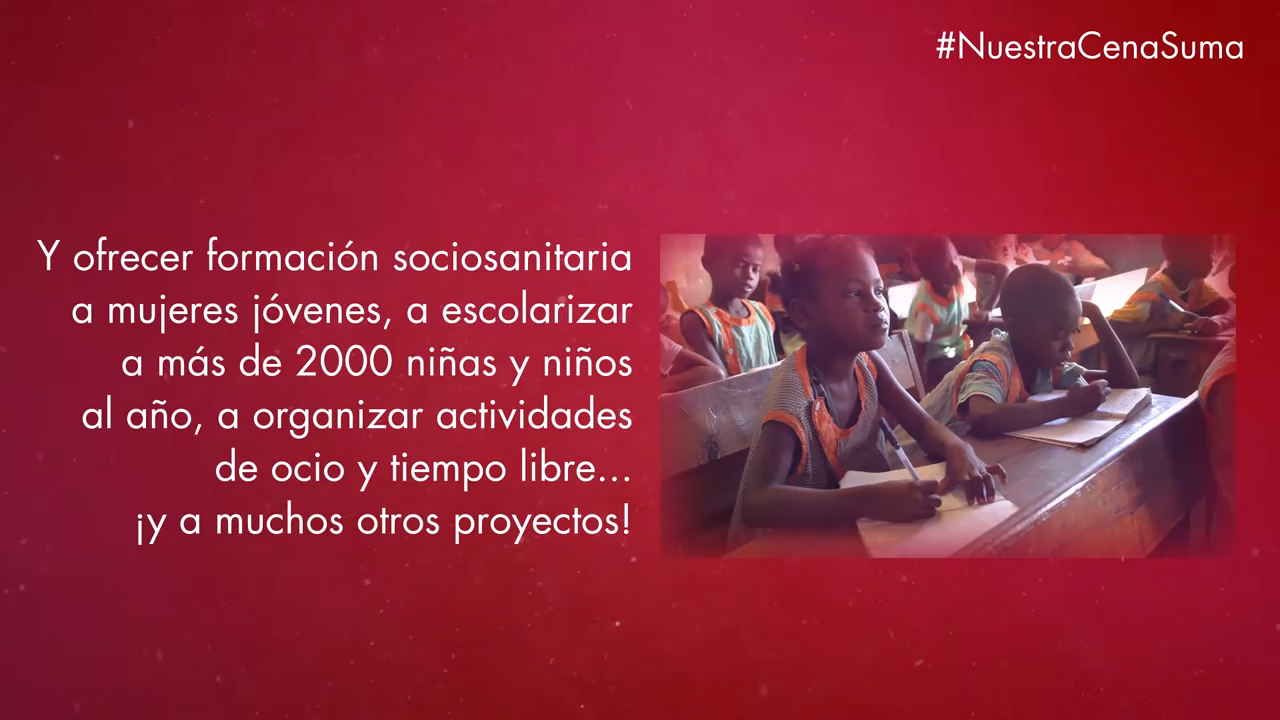 #NuestraCenaSuma
Y ofrecer formación sociosanitaria
a mujeres jóvenes, a escolarizar
a más de 2000 niñas y niños
al año, a organizar actividades
de ocio y tiempo libre...
¡y a muchos otros proyectos!